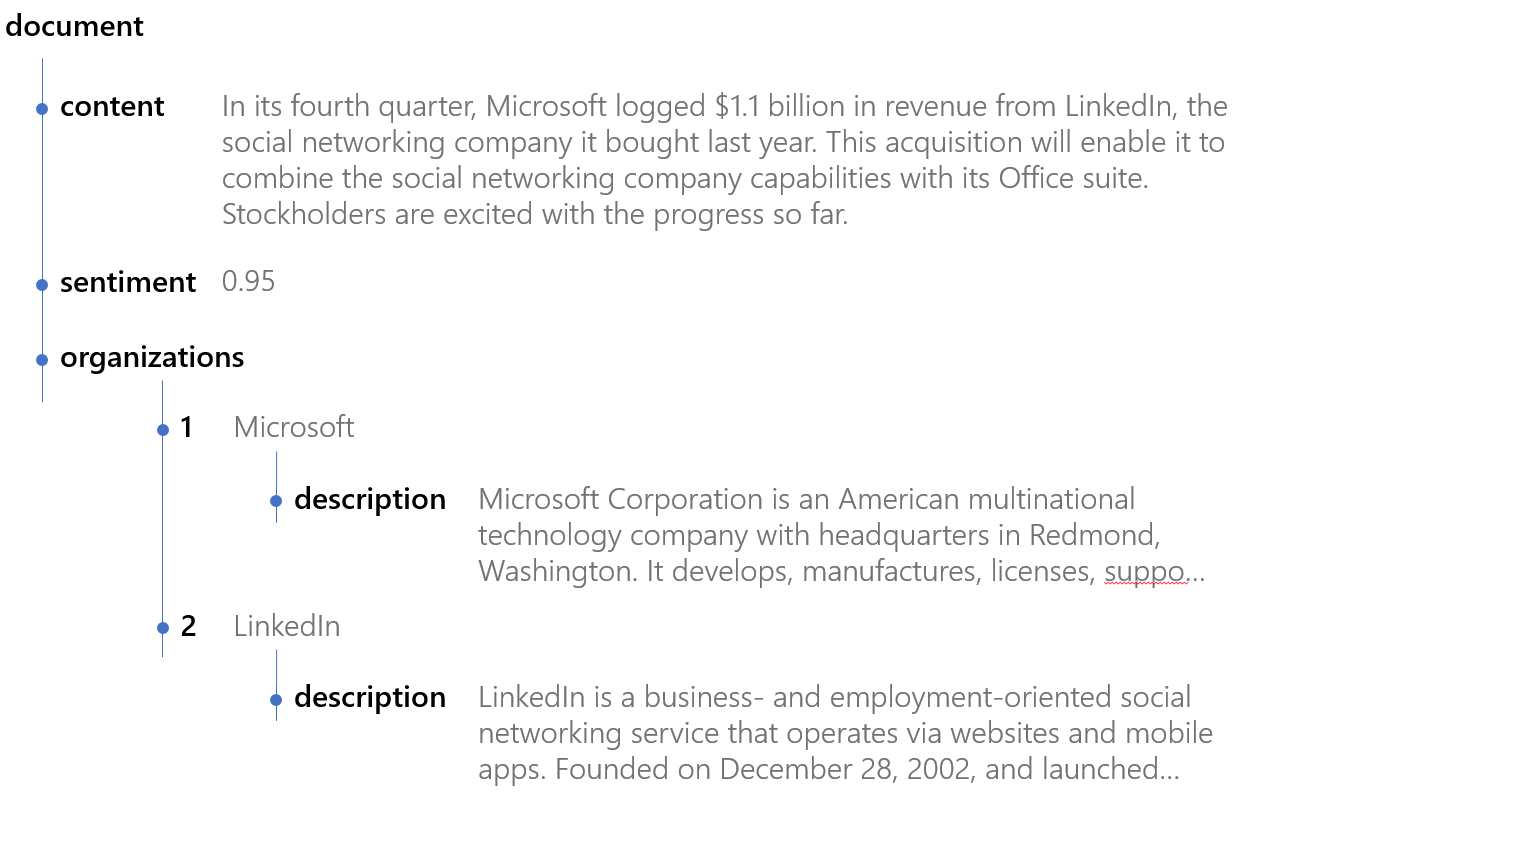 document
content In its fourth quarter, Microsoft logged $1.1 billion in revenue from LinkedIn, the
social networking company it bought last year. This acquisition will enable it to
combine the social networking company capabilities with its Office suite.
Stockholders are excited with the progress so far.
sentiment 0.95
organizations
1 Microsoft
description Microsoft Corporation is an American multinational
technology company with headquarters in Redmond,
Washington. It develops, manufactures, licenses, suppo...
2 LinkedIn
description LinkedIn is a business- and employment-oriented social
networking service that operates via websites and mobile
apps. Founded on December 28, 2002, and launched...